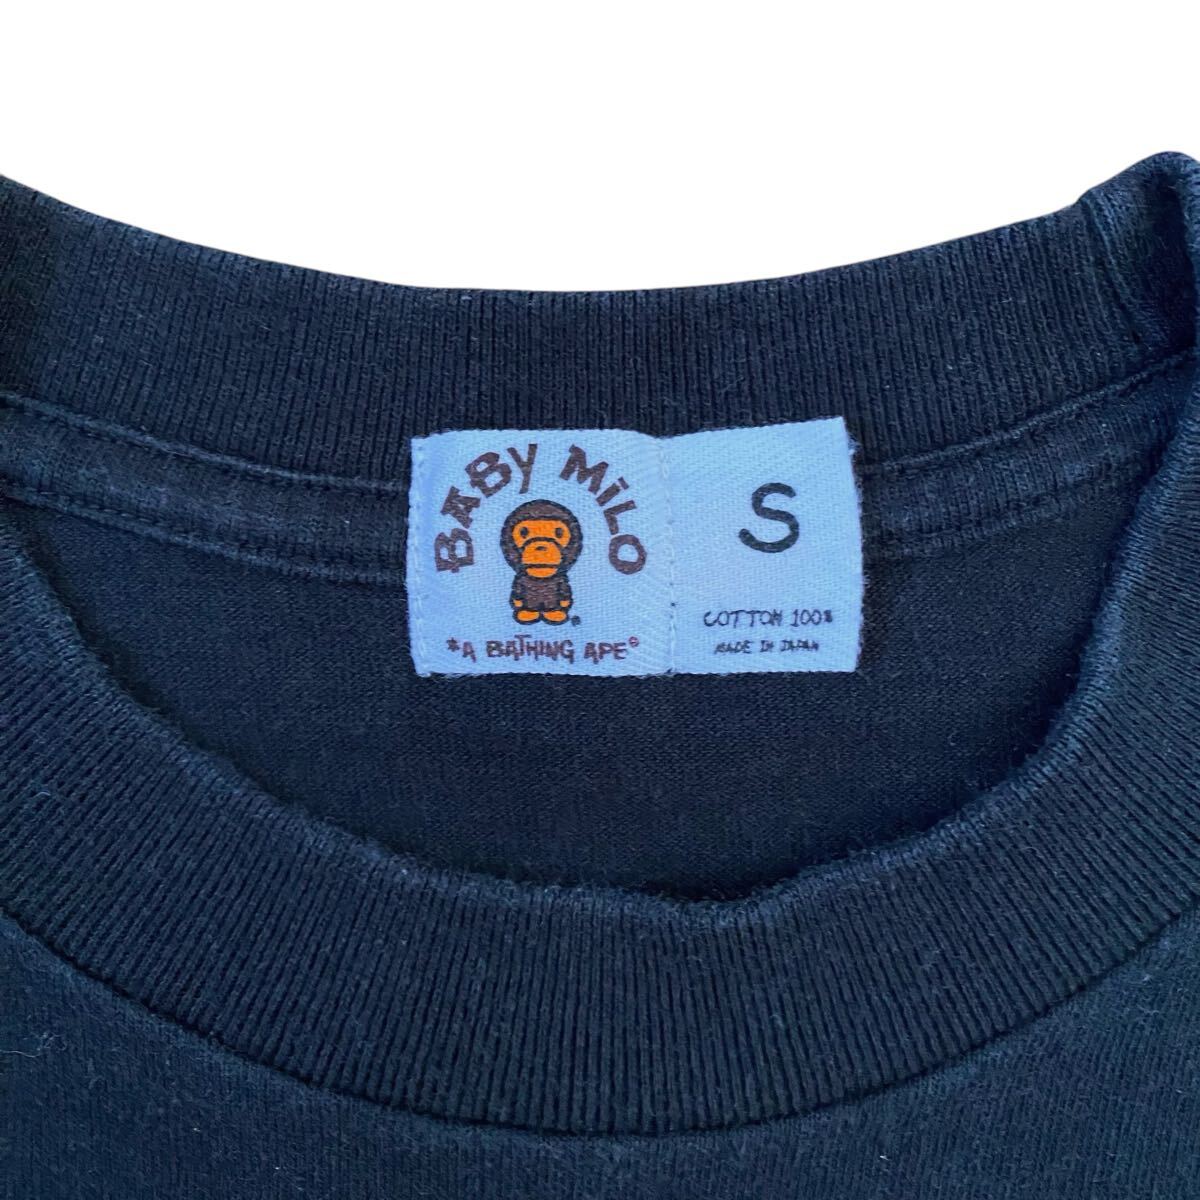 BABY MiLO
®
*A BATHING APE®
S
COTTON 100%
MADE IN JAPAN